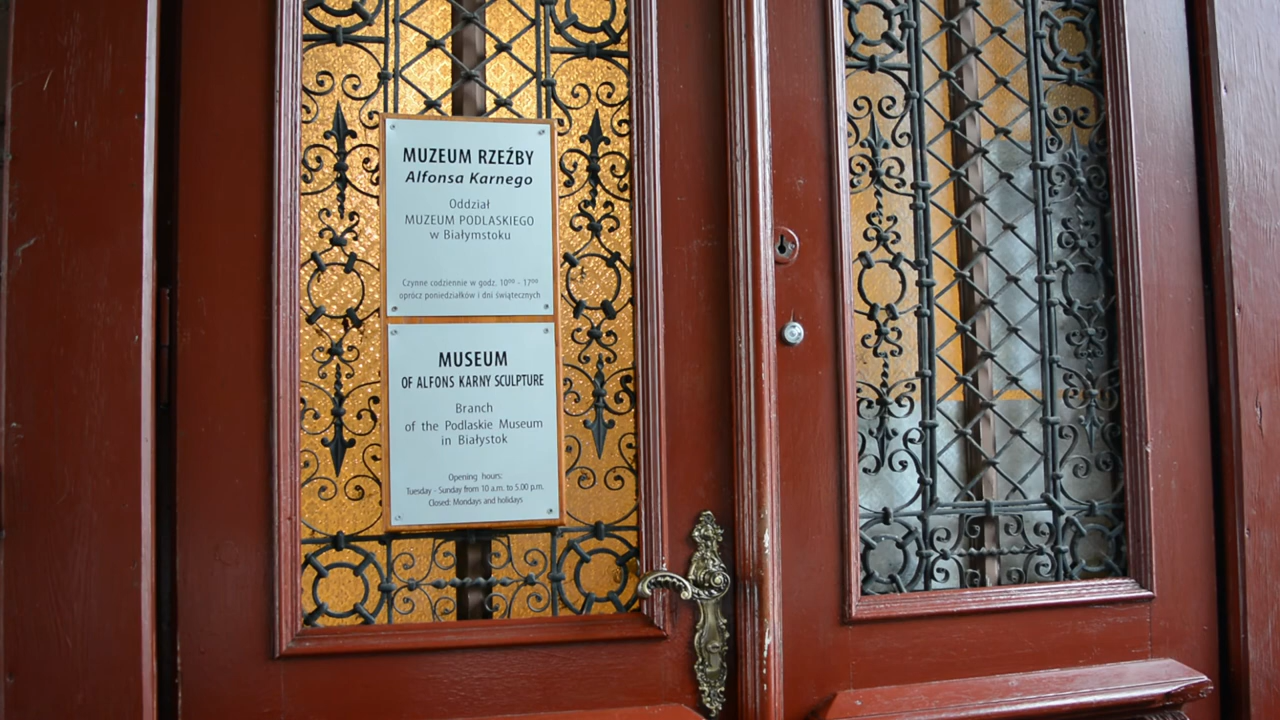 MUZEUM RZEŹBY
Alfonsa Karnego
Oddział
MUZEUM PODLASKIEGO
w Białymstoku
Czynne codziennie w godz. 10⁰⁰ - 17⁰⁰
oprócz poniedziałków i dni świątecznych
MUSEUM
OF ALFONS KARNY SCULPTURE
Branch
of the Podlaskie Museum
in Białystok
Opening hours:
Tuesday - Sunday from 10 a.m. to 5.00 p.m.
Closed: Mondays and holidays